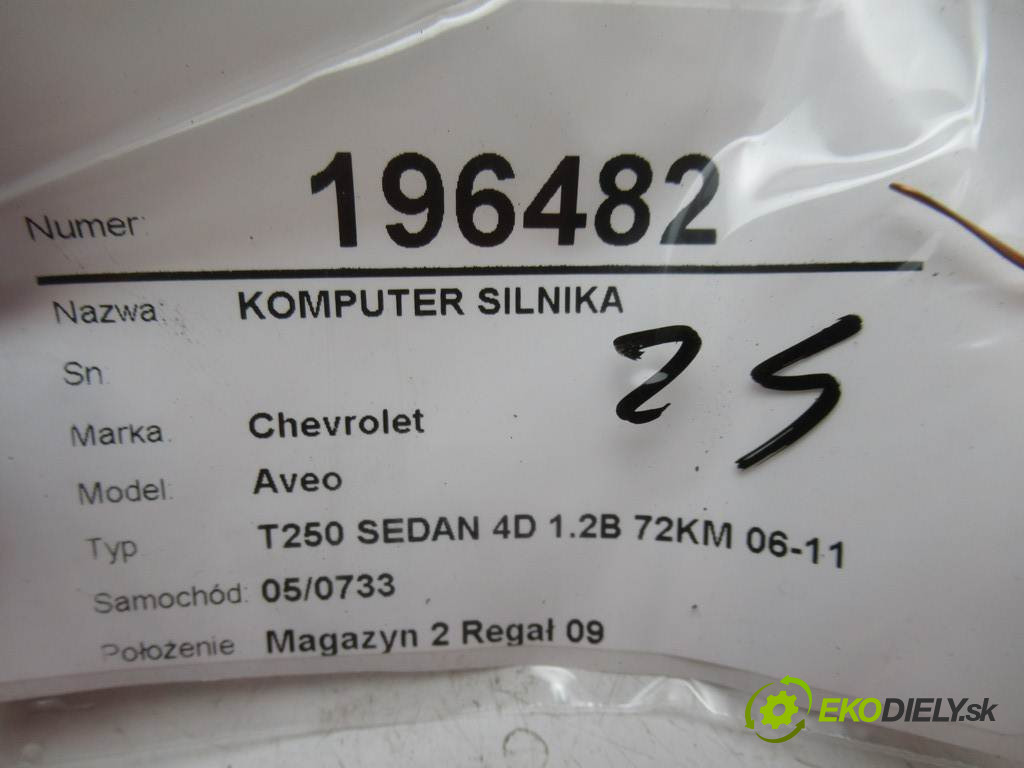 Numer: 196482
Nazwa: KOMPUTER SILNIKA
Sn:
25
Marka: Chevrolet
Model: Aveo
Typ T250 SEDAN 4D 1.2B 72KM 06-11
Samochód: 05/0733
Położenie Magazyn 2 Regał 09
EKODIELY.sk